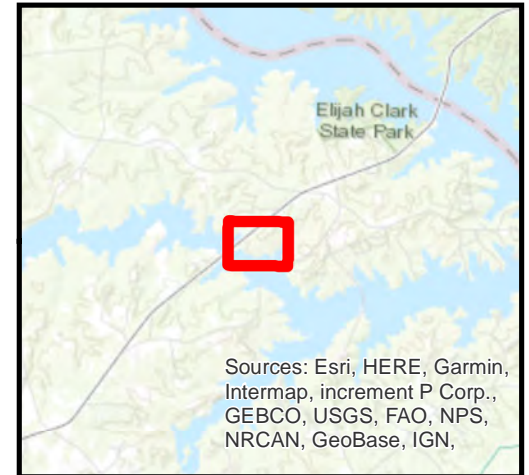 Elijah Clark
State Park
Sources: Esri, HERE, Garmin,
Intermap, increment P Corp.,
GEBCO, USGS, FAO, NPS,
NRCAN, GeoBase, IGN,